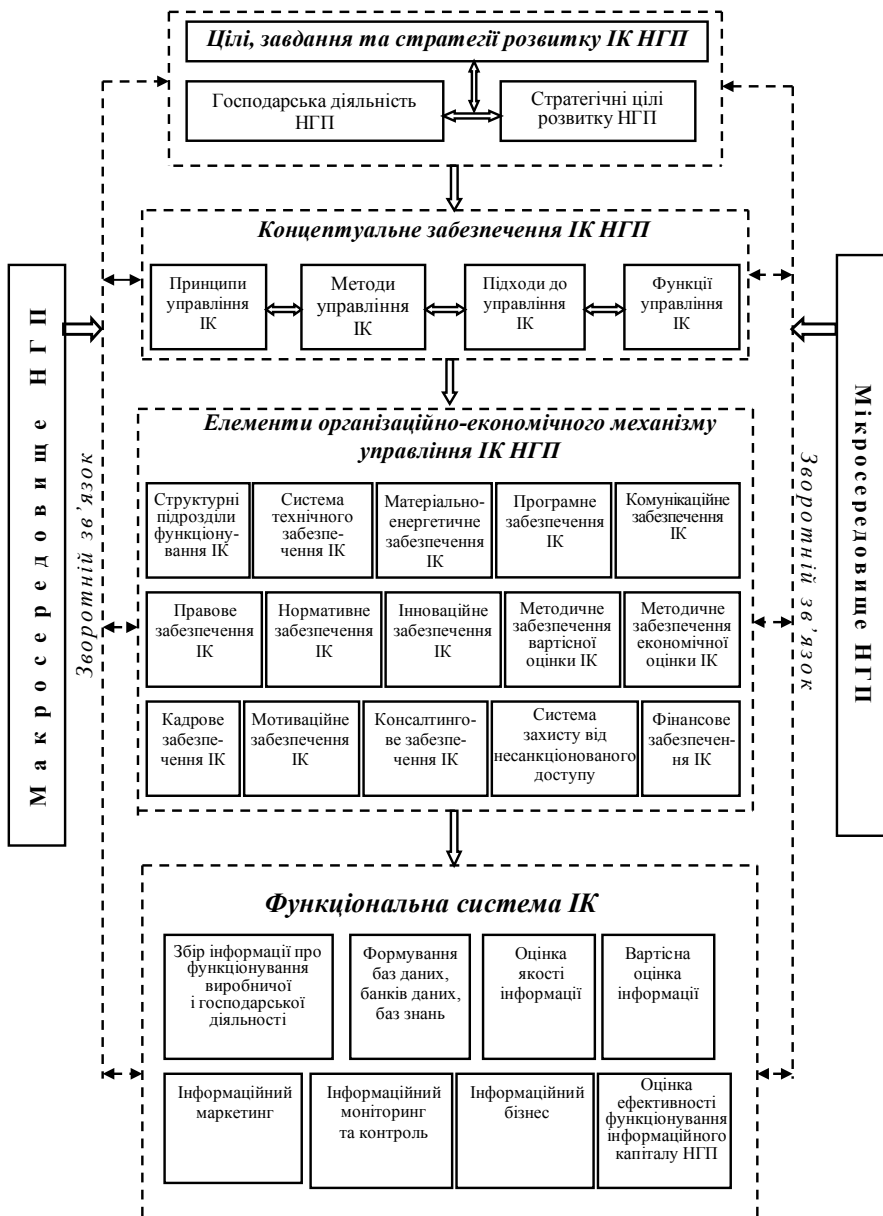 Цілі, завдання та стратегії розвитку ІК НГП
Господарська діяльність
НГП
Стратегічні цілі
розвитку НГП
Концептуальне забезпечення ІК НГП
Принципи
управління
ІК
Методи
управління
ІК
Підходи до
управління
ІК
Функції
управління
ІК
Макросередовище НГП
Зворотній зв’язок
Елементи організаційно-економічного механізму
управління ІК НГП
Структурні
підрозділи
функціону-
вання ІК
Система
технічного
забезпе-
чення ІК
Матеріально-
енергетичне
забезпечення
ІК
Програмне
забезпечення
ІК
Комунікаційне
забезпечення
ІК
Правове
забезпечення
ІК
Нормативне
забезпечення
ІК
Інноваційне
забезпечення
ІК
Методичне
забезпечення
вартісної
оцінки ІК
Методичне
забезпечення
економічної
оцінки ІК
Кадрове
забезпе-
чення ІК
Мотиваційне
забезпечення
ІК
Консалтинго-
ве забезпе-
чення ІК
Система
захисту від
несанкціонованого
доступу
Фінансове
забезпечен-
ня ІК
Зворотній зв’язок
Мікросередовище НГП
Функціональна система ІК
Збір інформації про
функціонування
виробничої
і господарської
діяльності
Формування
баз даних,
банків даних,
баз знань
Оцінка
якості
інформації
Вартісна
оцінка
інформації
Інформаційний
маркетинг
Інформаційний
моніторинг
та контроль
Інформаційний
бізнес
Оцінка
ефективності
функціонування
інформаційного
капіталу НГП